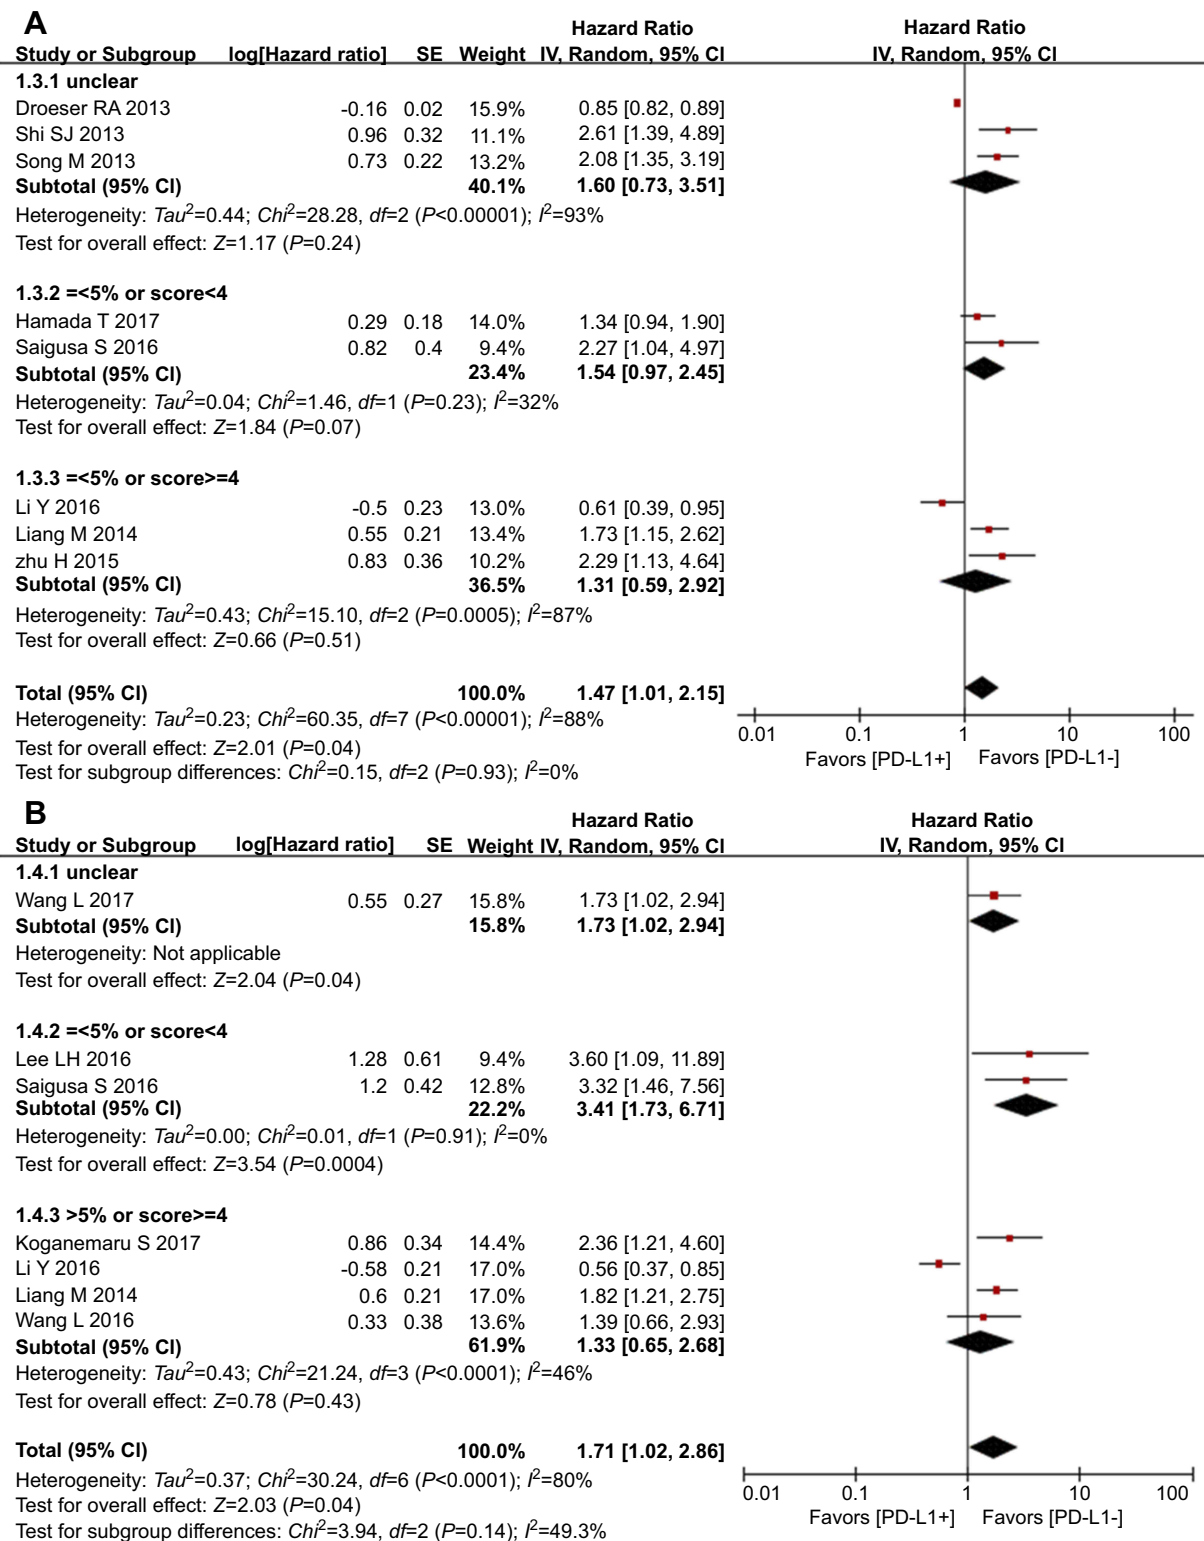 A
Hazard Ratio Hazard Ratio
Study or Subgroup log[Hazard ratio] SE Weight IV, Random, 95% CI IV, Random, 95% CI
1.3.1 unclear
Droeser RA 2013 -0.16 0.02 15.9% 0.85 [0.82, 0.89]
Shi SJ 2013 0.96 0.32 11.1% 2.61 [1.39, 4.89]
Song M 2013 0.73 0.22 13.2% 2.08 [1.35, 3.19]
Subtotal (95% CI) 40.1% 1.60 [0.73, 3.51]
Heterogeneity: Tau²=0.44; Chi²=28.28, df=2 (P<0.00001); I²=93%
Test for overall effect: Z=1.17 (P=0.24)
1.3.2 =<5% or score<4
Hamada T 2017 0.29 0.18 14.0% 1.34 [0.94, 1.90]
Saigusa S 2016 0.82 0.4 9.4% 2.27 [1.04, 4.97]
Subtotal (95% CI) 23.4% 1.54 [0.97, 2.45]
Heterogeneity: Tau²=0.04; Chi²=1.46, df=1 (P=0.23); I²=32%
Test for overall effect: Z=1.84 (P=0.07)
1.3.3 =<5% or score>=4
Li Y 2016 -0.5 0.23 13.0% 0.61 [0.39, 0.95]
Liang M 2014 0.55 0.21 13.4% 1.73 [1.15, 2.62]
zhu H 2015 0.83 0.36 10.2% 2.29 [1.13, 4.64]
Subtotal (95% CI) 36.5% 1.31 [0.59, 2.92]
Heterogeneity: Tau²=0.43; Chi²=15.10, df=2 (P=0.0005); I²=87%
Test for overall effect: Z=0.66 (P=0.51)
Total (95% CI) 100.0% 1.47 [1.01, 2.15]
Heterogeneity: Tau²=0.23; Chi²=60.35, df=7 (P<0.00001); I²=88%
Test for overall effect: Z=2.01 (P=0.04)
Test for subgroup differences: Chi²=0.15, df=2 (P=0.93); I²=0%
0.01 0.1 1 10 100
Favors [PD-L1+] Favors [PD-L1-]
B
Hazard Ratio Hazard Ratio
Study or Subgroup log[Hazard ratio] SE Weight IV, Random, 95% CI IV, Random, 95% CI
1.4.1 unclear
Wang L 2017 0.55 0.27 15.8% 1.73 [1.02, 2.94]
Subtotal (95% CI) 15.8% 1.73 [1.02, 2.94]
Heterogeneity: Not applicable
Test for overall effect: Z=2.04 (P=0.04)
1.4.2 =<5% or score<4
Lee LH 2016 1.28 0.61 9.4% 3.60 [1.09, 11.89]
Saigusa S 2016 1.2 0.42 12.8% 3.32 [1.46, 7.56]
Subtotal (95% CI) 22.2% 3.41 [1.73, 6.71]
Heterogeneity: Tau²=0.00; Chi²=0.01, df=1 (P=0.91); I²=0%
Test for overall effect: Z=3.54 (P=0.0004)
1.4.3 >5% or score>=4
Koganemaru S 2017 0.86 0.34 14.4% 2.36 [1.21, 4.60]
Li Y 2016 -0.58 0.21 17.0% 0.56 [0.37, 0.85]
Liang M 2014 0.6 0.21 17.0% 1.82 [1.21, 2.75]
Wang L 2016 0.33 0.38 13.6% 1.39 [0.66, 2.93]
Subtotal (95% CI) 61.9% 1.33 [0.65, 2.68]
Heterogeneity: Tau²=0.43; Chi²=21.24, df=3 (P<0.0001); I²=46%
Test for overall effect: Z=0.78 (P=0.43)
Total (95% CI) 100.0% 1.71 [1.02, 2.86]
Heterogeneity: Tau²=0.37; Chi²=30.24, df=6 (P<0.0001); I²=80%
Test for overall effect: Z=2.03 (P=0.04)
Test for subgroup differences: Chi²=3.94, df=2 (P=0.14); I²=49.3%
0.01 0.1 1 10 100
Favors [PD-L1+] Favors [PD-L1-]